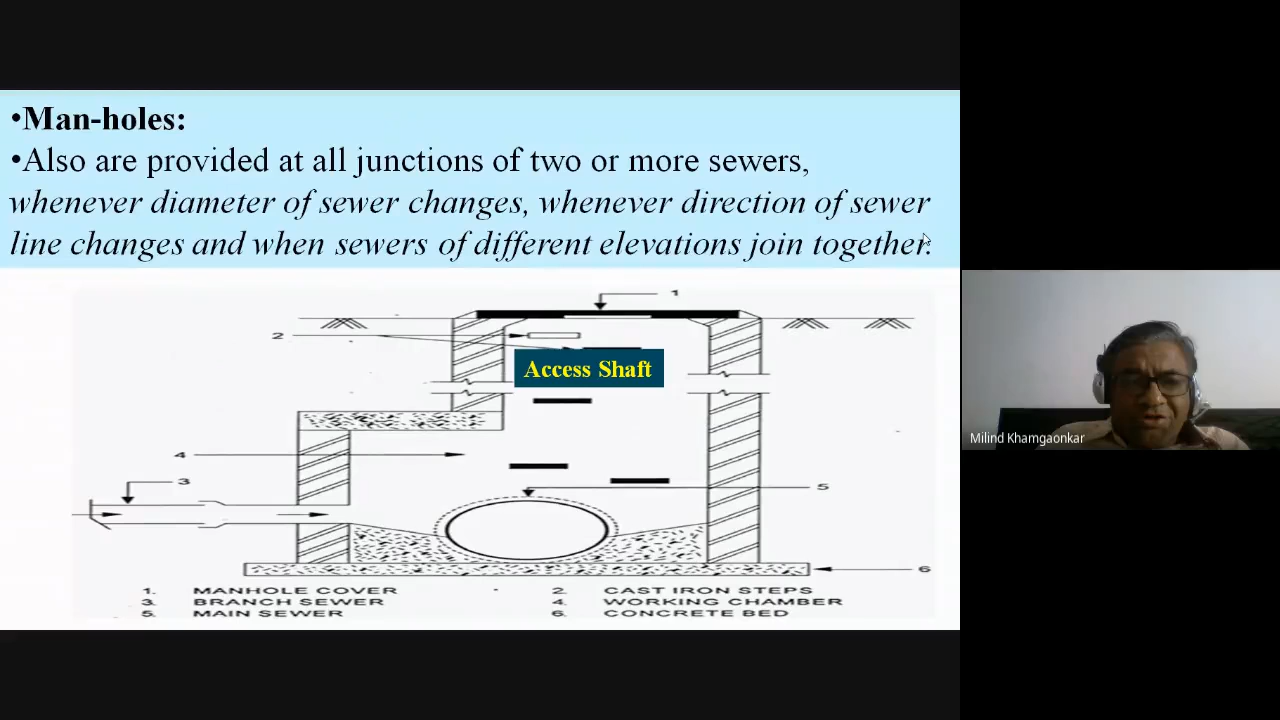 •Man-holes:
•Also are provided at all junctions of two or more sewers,
whenever diameter of sewer changes, whenever direction of sewer
line changes and when sewers of different elevations join together.
1
2
Access Shaft
4
3
5
6
1. MANHOLE COVER 2. CAST IRON STEPS
3. BRANCH SEWER 4. WORKING CHAMBER
5. MAIN SEWER 6. CONCRETE BED
Milind Khamgaonkar